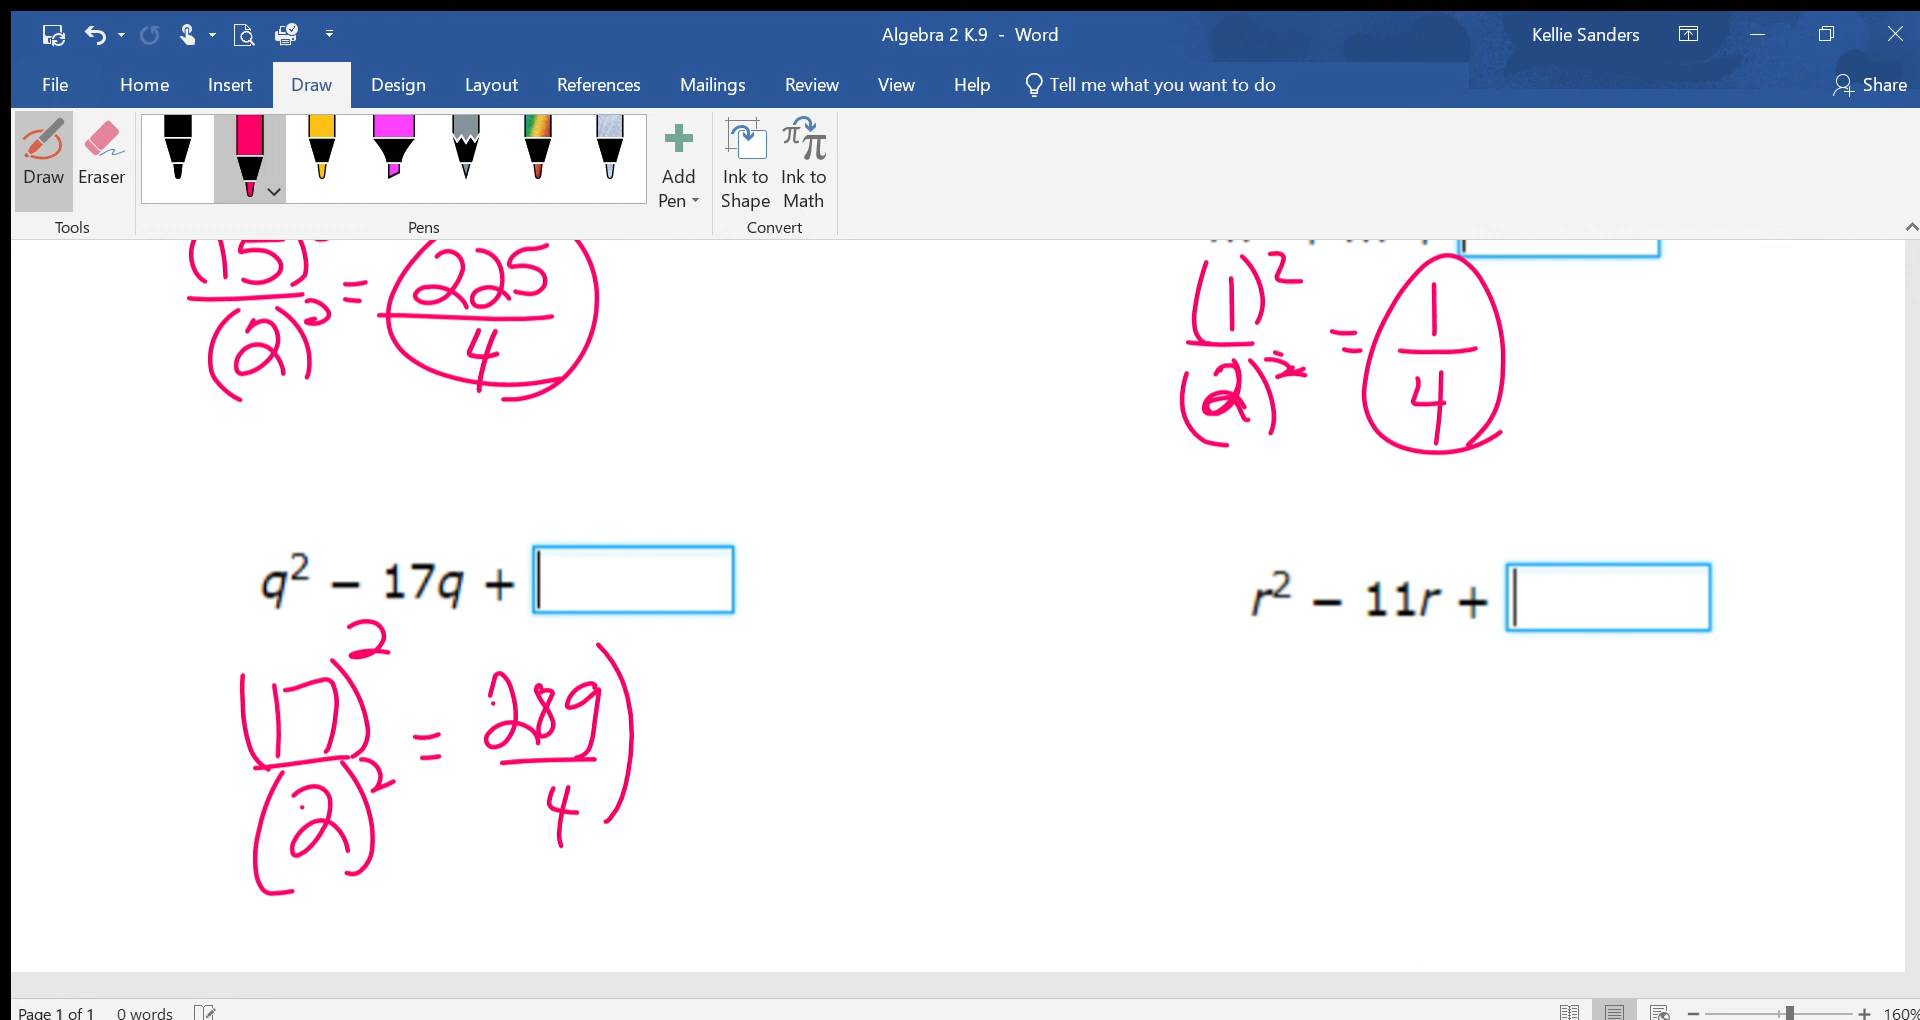 Algebra 2 K.9 - Word
Kellie Sanders
File Home Insert Draw Design Layout References Mailings Review View Help Tell me what you want to do Share
Draw Eraser Add Pen Ink to Shape Ink to Math
Tools Pens Convert
(15)
(2)² = 225/4
(1)²
(2)² = 1/4
q² − 17q +
(17)²
(2)² = 289/4
r² − 11r +
Page 1 of 1 0 words 160%